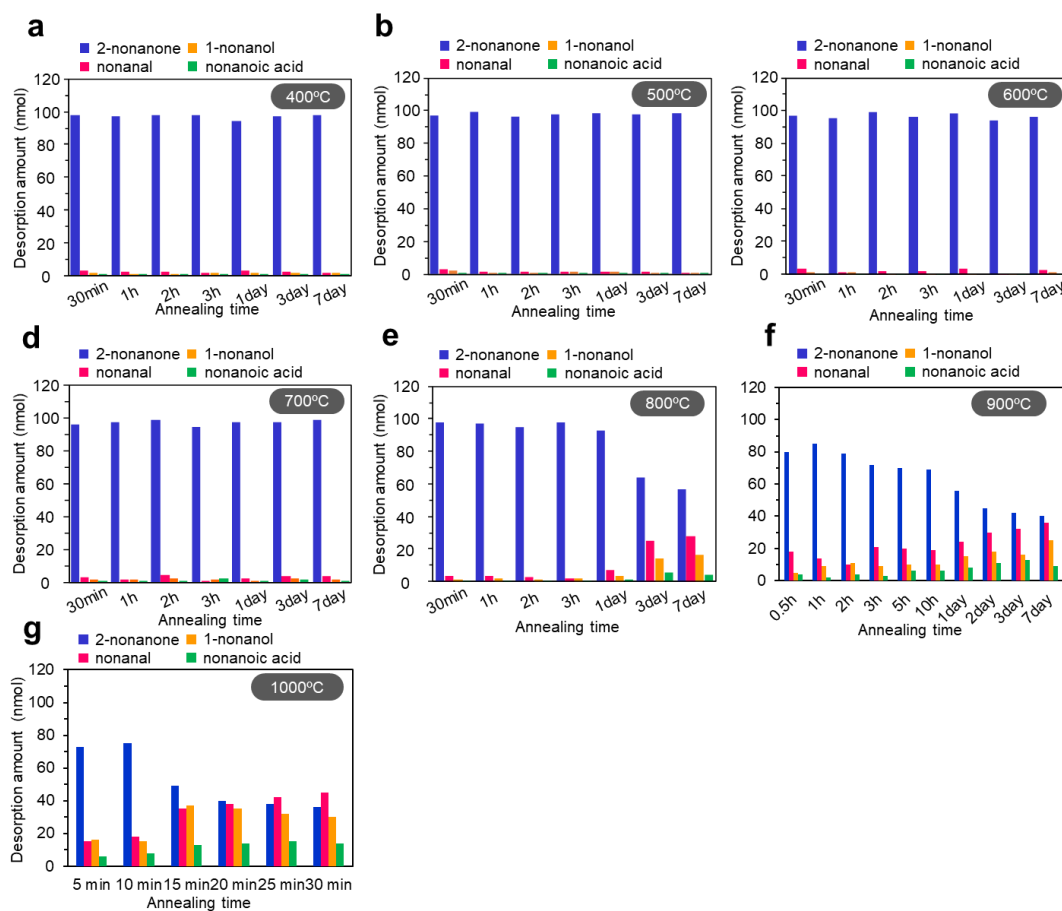 a
2-nonanone
1-nonanol
nonanal
nonanoic acid
400ºC
Desorption amount (nmol)
120
100
80
60
40
20
0
30min
1h
2h
3h
1day
3day
7day
Annealing time
b
2-nonanone
1-nonanol
nonanal
nonanoic acid
500ºC
Desorption amount (nmol)
120
100
80
60
40
20
0
30min
1h
2h
3h
1day
3day
7day
Annealing time
2-nonanone
1-nonanol
nonanal
nonanoic acid
600ºC
Desorption amount (nmol)
120
100
80
60
40
20
0
30min
1h
2h
3h
1day
3day
7day
Annealing time
d
2-nonanone
1-nonanol
nonanal
nonanoic acid
700ºC
Desorption amount (nmol)
120
100
80
60
40
20
0
30min
1h
2h
3h
1day
3day
7day
Annealing time
e
2-nonanone
1-nonanol
nonanal
nonanoic acid
800ºC
Desorption amount (nmol)
120
100
80
60
40
20
0
30min
1h
2h
3h
1day
3day
7day
Annealing time
f
2-nonanone
1-nonanol
nonanal
nonanoic acid
900ºC
Desorption amount (nmol)
120
100
80
60
40
20
0
0.5h
1h
2h
3h
5h
10h
1day
2day
3day
7day
Annealing time
g
2-nonanone
1-nonanol
nonanal
nonanoic acid
1000ºC
Desorption amount (nmol)
120
100
80
60
40
20
0
5 min
10 min
15 min
20 min
25 min
30 min
Annealing time